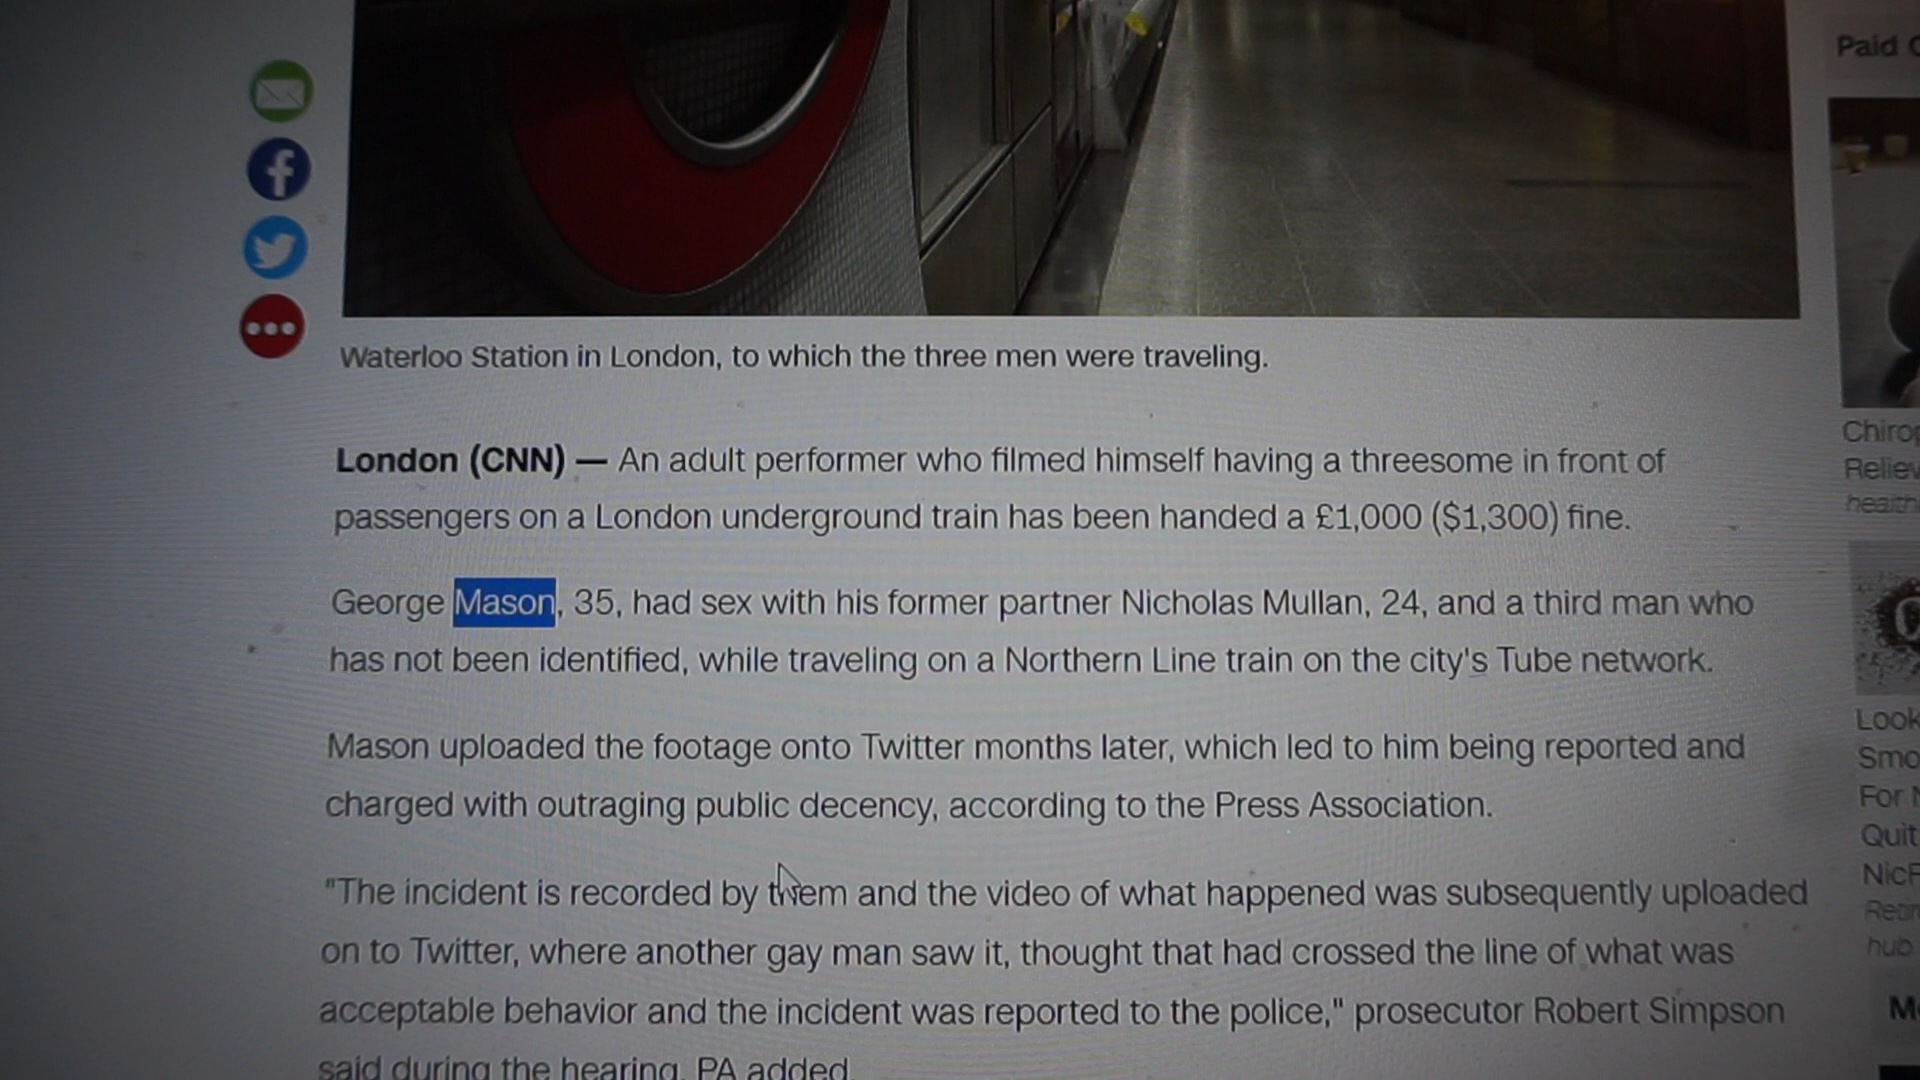 Paid
Waterloo Station in London, to which the three men were traveling.
London (CNN) — An adult performer who filmed himself having a threesome in front of
passengers on a London underground train has been handed a £1,000 ($1,300) fine.
George Mason, 35, had sex with his former partner Nicholas Mullan, 24, and a third man who
has not been identified, while traveling on a Northern Line train on the city's Tube network.
Mason uploaded the footage onto Twitter months later, which led to him being reported and
charged with outraging public decency, according to the Press Association.
"The incident is recorded by them and the video of what happened was subsequently uploaded
on to Twitter, where another gay man saw it, thought that had crossed the line of what was
acceptable behavior and the incident was reported to the police," prosecutor Robert Simpson
said during the hearing, PA added.
Look
For
Quit
hub